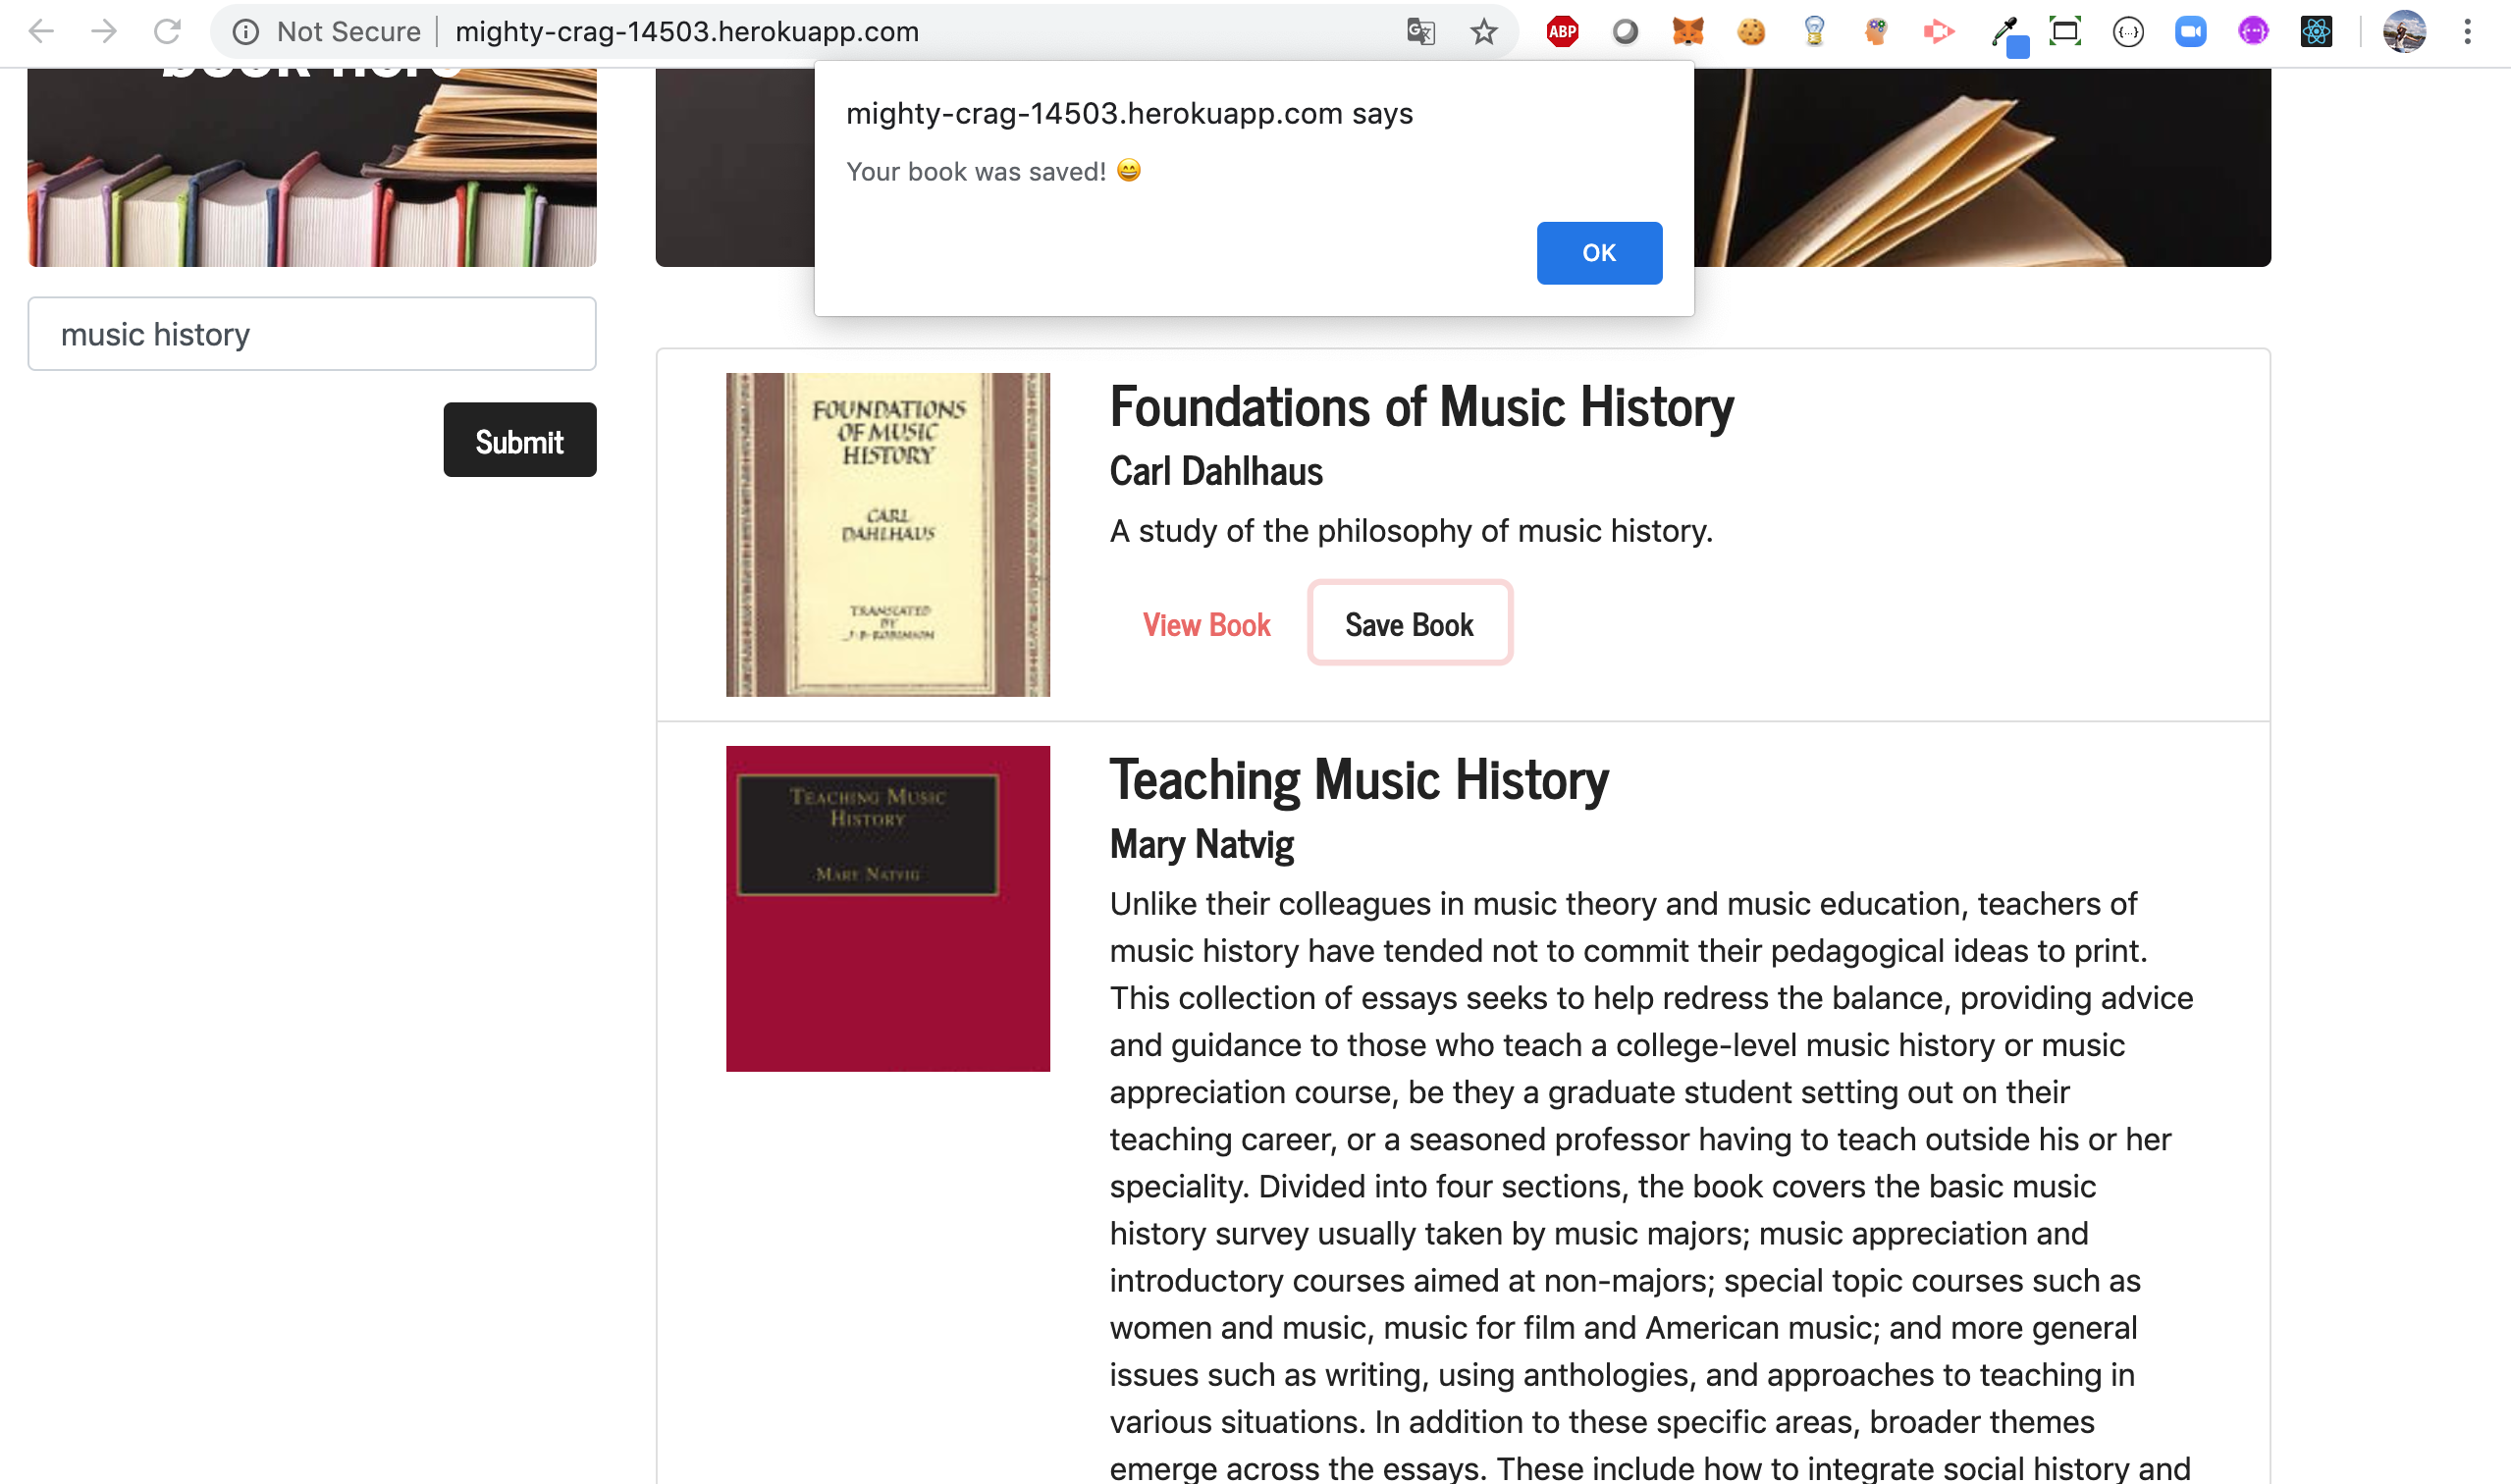 Not Secure | mighty-crag-14503.herokuapp.com
ABP
book here
mighty-crag-14503.herokuapp.com says
Your book was saved! 😄
OK
music history
Submit
FOUNDATIONS
OF MUSIC
HISTORY
CARL
DAHLHAUS
TRANSLATED
BY
J. B. ROBINSON
Foundations of Music History
Carl Dahlhaus
A study of the philosophy of music history.
View Book
Save Book
TEACHING MUSIC
HISTORY
MARY NATVIG
Teaching Music History
Mary Natvig
Unlike their colleagues in music theory and music education, teachers of
music history have tended not to commit their pedagogical ideas to print.
This collection of essays seeks to help redress the balance, providing advice
and guidance to those who teach a college-level music history or music
appreciation course, be they a graduate student setting out on their
teaching career, or a seasoned professor having to teach outside his or her
speciality. Divided into four sections, the book covers the basic music
history survey usually taken by music majors; music appreciation and
introductory courses aimed at non-majors; special topic courses such as
women and music, music for film and American music; and more general
issues such as writing, using anthologies, and approaches to teaching in
various situations. In addition to these specific areas, broader themes
emerge across the essays. These include how to integrate social history and